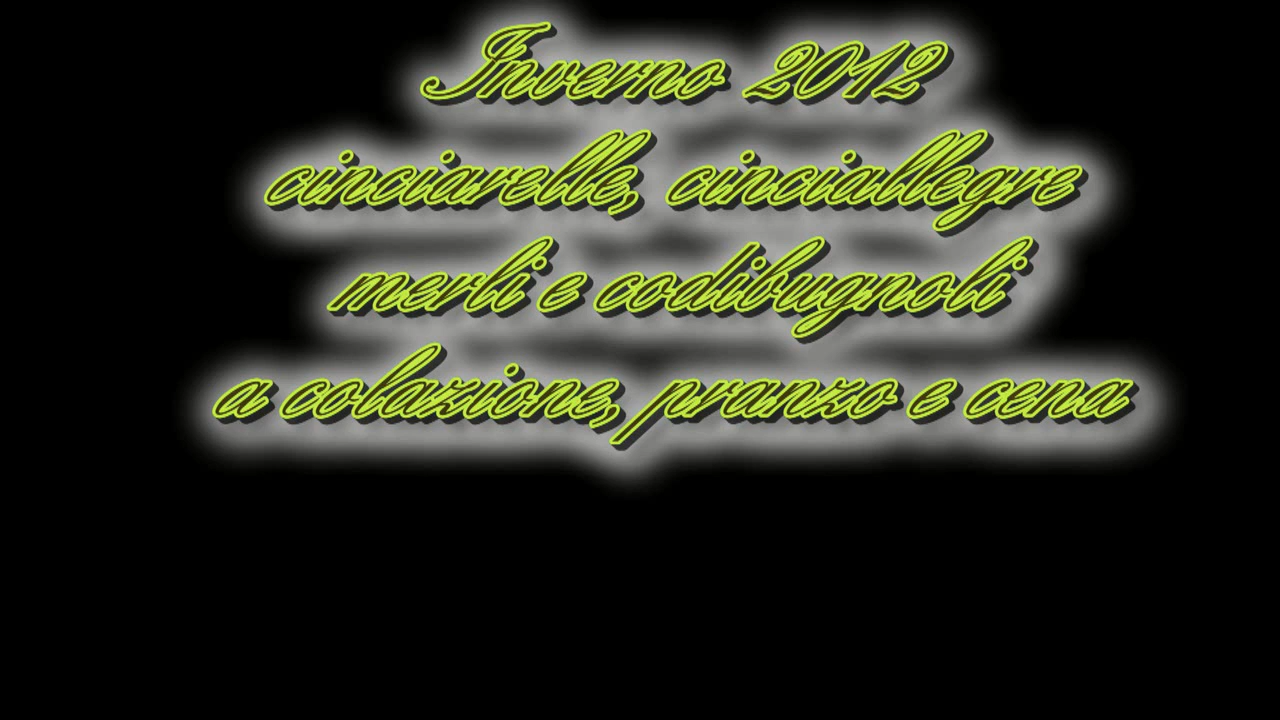 Inverno 2012
cinciarelle, cinciallegre
merli e codibugnoli
a colazione, pranzo e cena